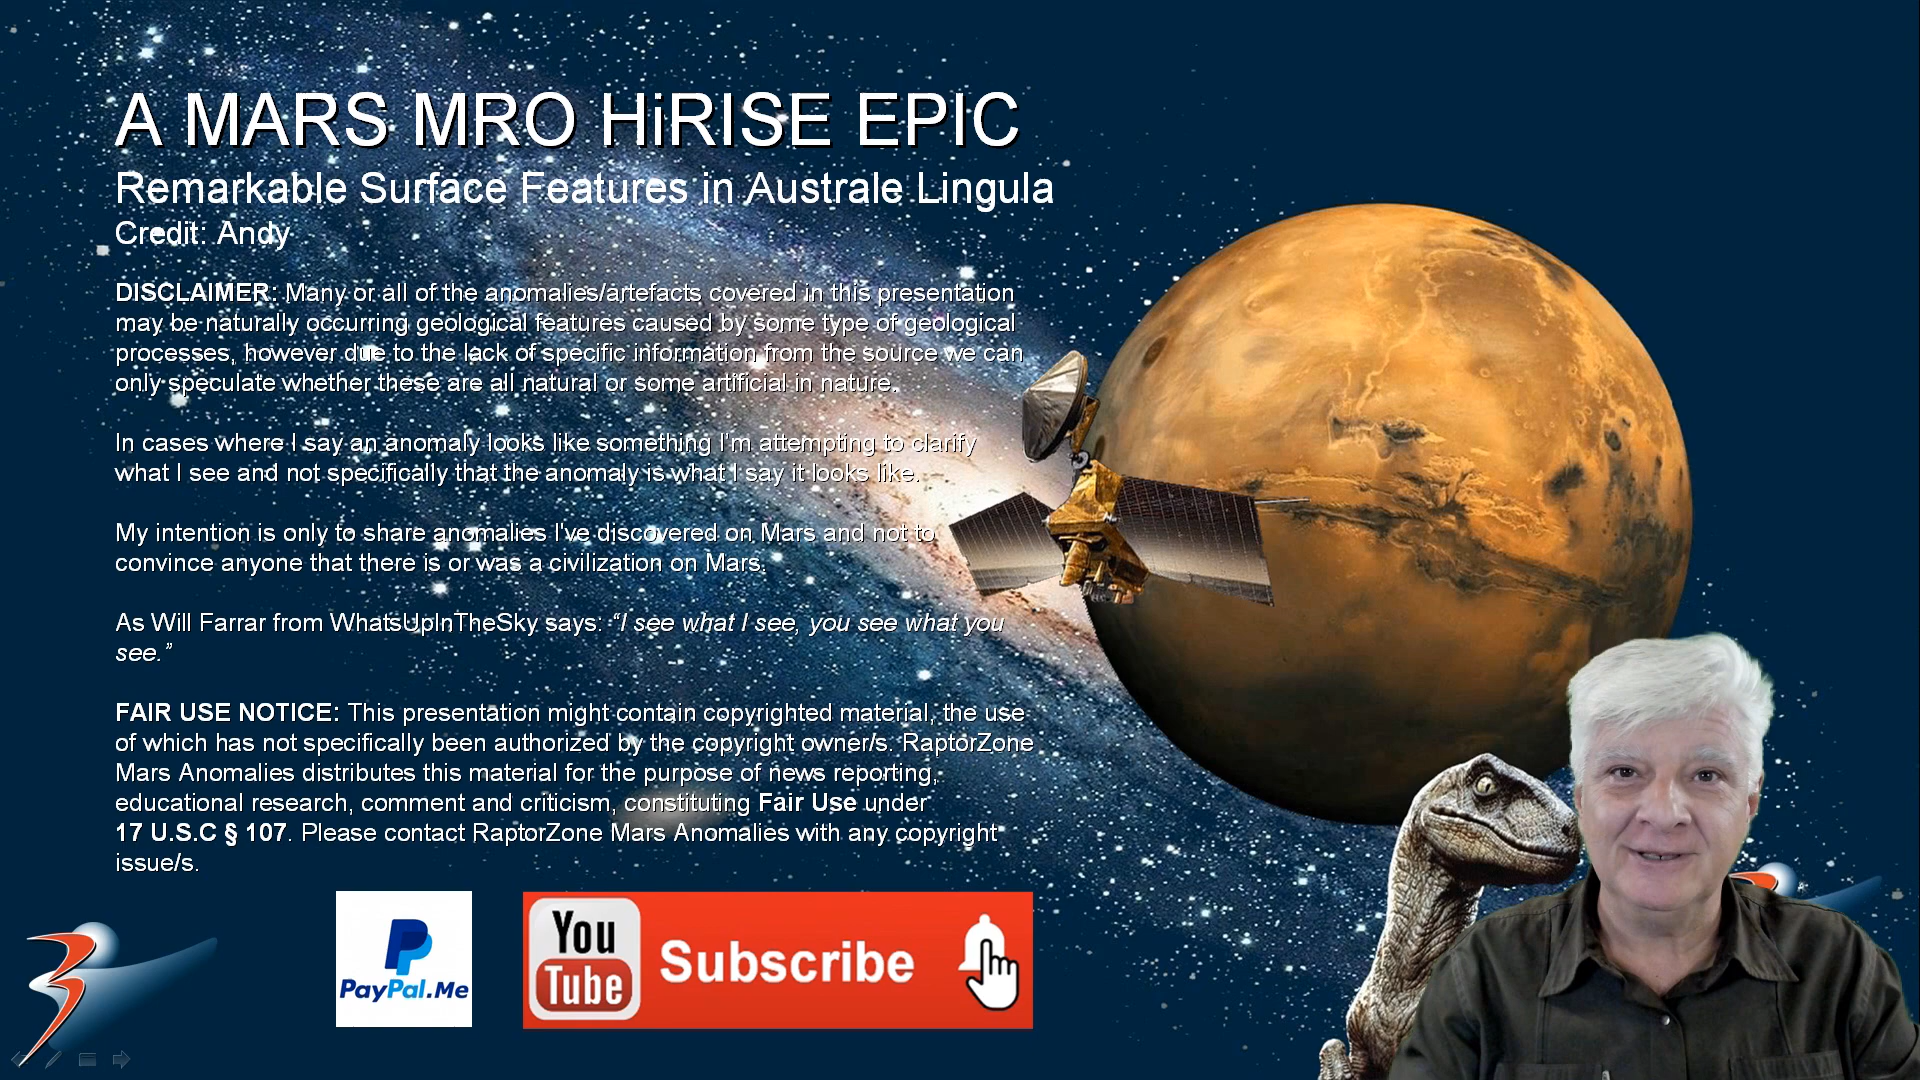 A MARS MRO HiRISE EPIC
Remarkable Surface Features in Australe Lingula
Credit: Andy
DISCLAIMER: Many or all of the anomalies/artefacts covered in this presentation
may be naturally occurring geological features caused by some type of geological
processes, however due to the lack of specific information from the source we can
only speculate whether these are all natural or some artificial in nature.
In cases where I say an anomaly looks like something I'm attempting to clarify
what I see and not specifically that the anomaly is what I say it looks like.
My intention is only to share anomalies I've discovered on Mars and not to
convince anyone that there is or was a civilization on Mars.
As Will Farrar from WhatsUpInTheSky says: “I see what I see, you see what you
see.”
FAIR USE NOTICE: This presentation might contain copyrighted material, the use
of which has not specifically been authorized by the copyright owner/s. RaptorZone
Mars Anomalies distributes this material for the purpose of news reporting,
educational research, comment and criticism, constituting Fair Use under
17 U.S.C § 107. Please contact RaptorZone Mars Anomalies with any copyright
issue/s.
PayPal.Me
You
Tube
Subscribe